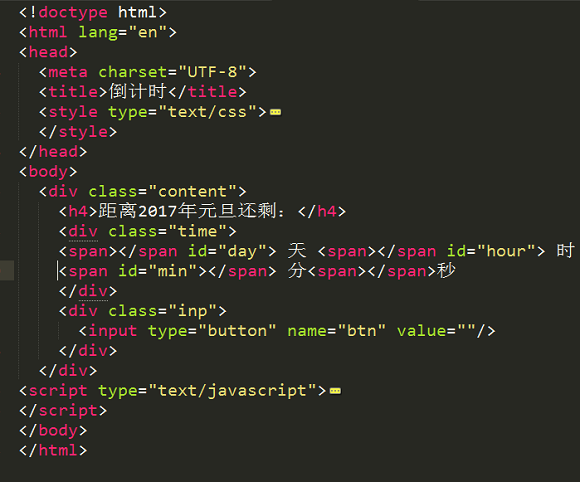 <!doctype html>
<html lang="en">
<head>
<meta charset="UTF-8">
<title>倒计时</title>
<style type="text/css">
</style>
</head>
<body>
<div class="content">
<h4>距离2017年元旦还剩：</h4>
<div class="time">
<span></span id="day"> 天 <span></span id="hour"> 时
<span id="min"></span> 分<span></span>秒
</div>
<div class="inp">
<input type="button" name="btn" value=""/>
</div>
</div>
<script type="text/javascript">
</script>
</body>
</html>